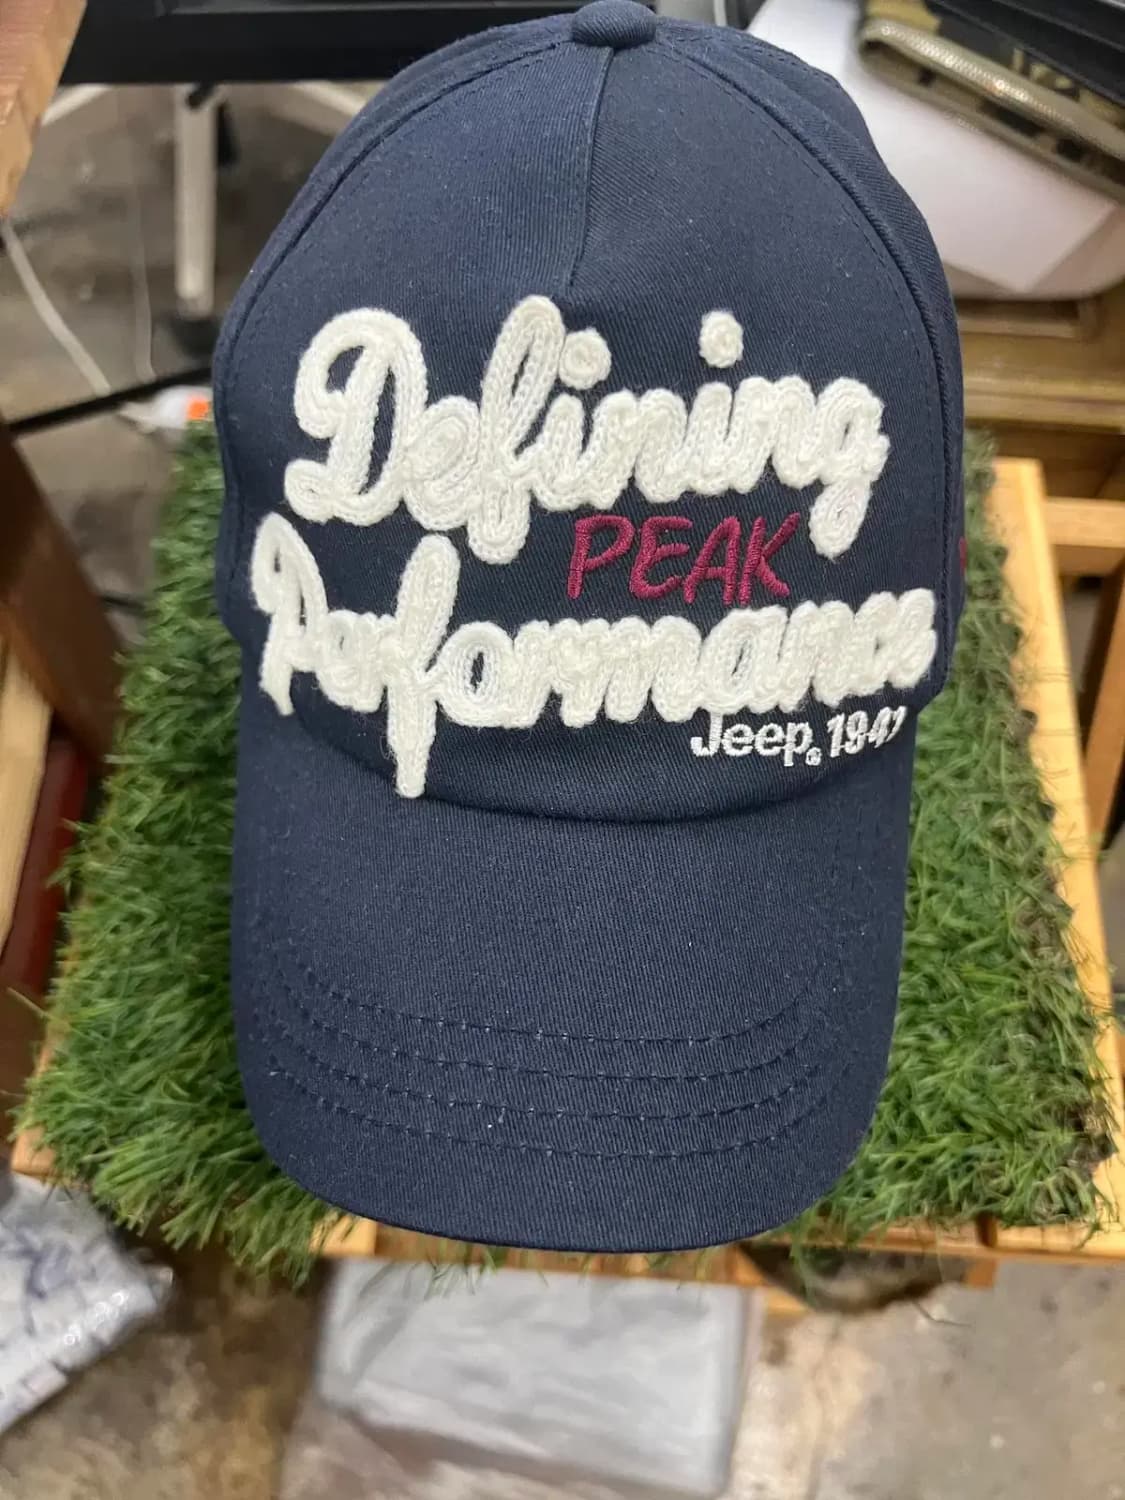 Defining
PEAK
Performance
Jeep® 1941